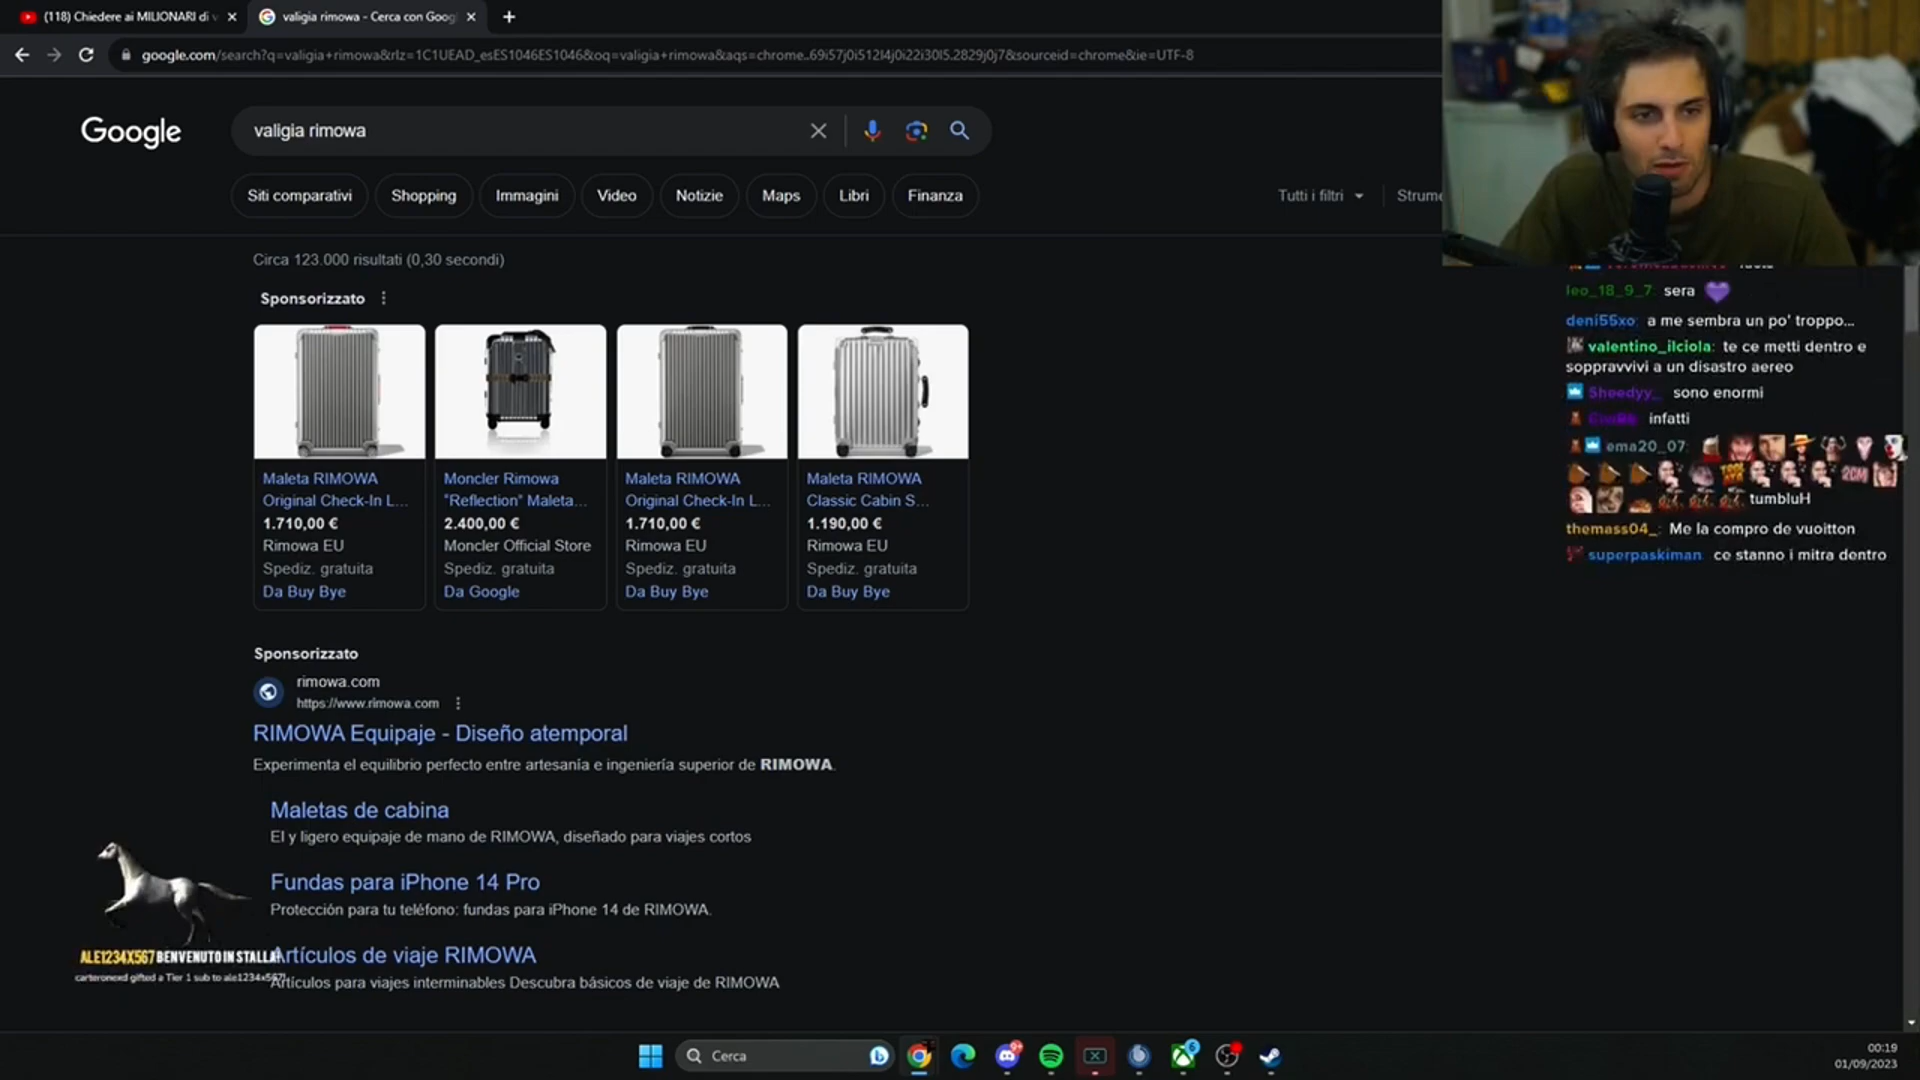 (118) Chiedere ai MILIONARI di
valigia rimowa - Cerca con Goog
google.com/search?q=valigia+rimowa&rlz=1C1UEAD_esES1046ES1046&oq=valigia+rimowa&aqs=chrome..69i57j0i512l4j0i22i30l5.2829j0j7&sourceid=chrome&ie=UTF-8
Google
valigia rimowa
Siti comparativi
Shopping
Immagini
Video
Notizie
Maps
Libri
Finanza
Tutti i filtri
Strume
Circa 123.000 risultati (0,30 secondi)
Sponsorizzato
Maleta RIMOWA
Original Check-In L...
1.710,00 €
Rimowa EU
Spediz. gratuita
Da Buy Bye
Moncler Rimowa
"Reflection" Maleta...
2.400,00 €
Moncler Official Store
Spediz. gratuita
Da Google
Maleta RIMOWA
Original Check-In L...
1.710,00 €
Rimowa EU
Spediz. gratuita
Da Buy Bye
Maleta RIMOWA
Classic Cabin S...
1.190,00 €
Rimowa EU
Spediz. gratuita
Da Buy Bye
Sponsorizzato
rimowa.com
https://www.rimowa.com
RIMOWA Equipaje - Diseño atemporal
Experimenta el equilibrio perfecto entre artesanía e ingeniería superior de RIMOWA.
Maletas de cabina
El y ligero equipaje de mano de RIMOWA, diseñado para viajes cortos
Fundas para iPhone 14 Pro
Protección para tu teléfono: fundas para iPhone 14 de RIMOWA.
Artículos de viaje RIMOWA
Artículos para viajes interminables Descubra básicos de viaje de RIMOWA
ALE1234X567 BENVENUTO IN STALLA!
carteronexd gifted a Tier 1 sub to ale1234x567!
leo_18_9_7: sera
deni55xo: a me sembra un po' troppo...
valentino_ilciola: te ce metti dentro e
sopravvivi a un disastro aereo
Sheedyy_ sono enormi
infatti
ema20_07:
2CM
tumbluH
themass04_: Me la compro de vuoitton
superpaskiman: ce stanno i mitra dentro
Cerca
9+
6
00:19
01/09/2023